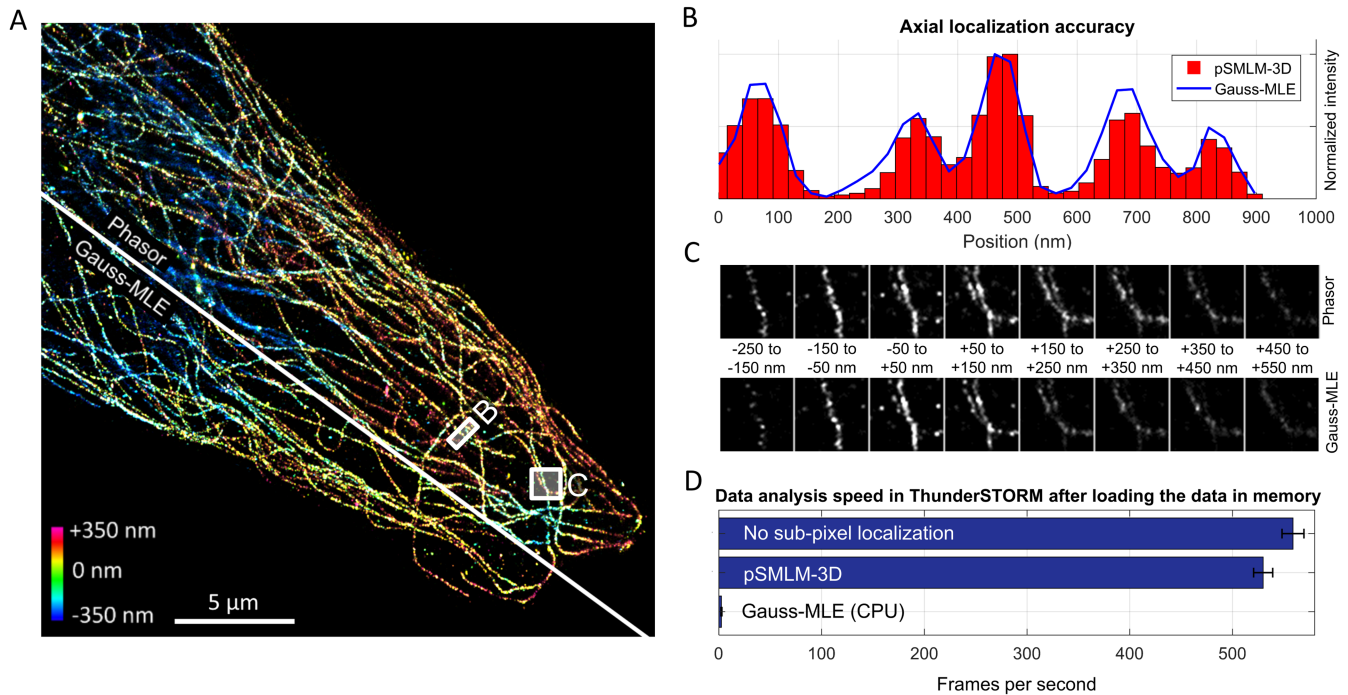 A
Phasor
Gauss-MLE
B
C
+350 nm
0 nm
-350 nm
5 μm
B
Axial localization accuracy
pSMLM-3D
Gauss-MLE
Normalized intensity
0 100 200 300 400 500 600 700 800 900 1000
Position (nm)
C
Phasor
-250 to -150 to -50 to +50 to +150 to +250 to +350 to +450 to
-150 nm -50 nm +50 nm +150 nm +250 nm +350 nm +450 nm +550 nm
Gauss-MLE
D
Data analysis speed in ThunderSTORM after loading the data in memory
No sub-pixel localization
pSMLM-3D
Gauss-MLE (CPU)
0 100 200 300 400 500
Frames per second